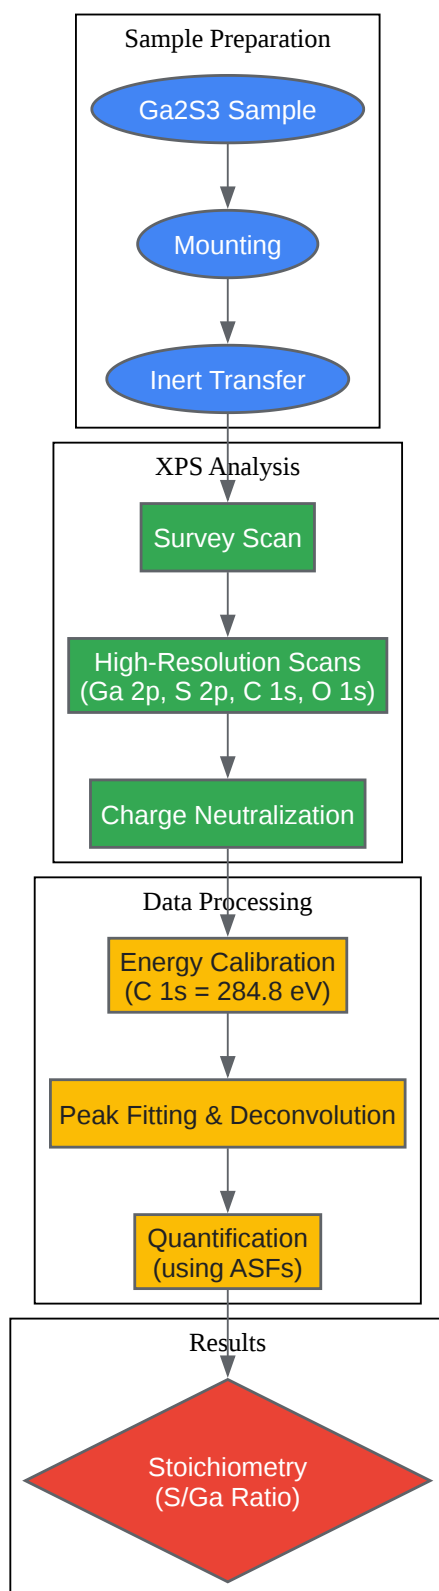 Sample Preparation
Ga2S3 Sample
Mounting
Inert Transfer
XPS Analysis
Survey Scan
High-Resolution Scans
(Ga 2p, S 2p, C 1s, O 1s)
Charge Neutralization
Data Processing
Energy Calibration
(C 1s = 284.8 eV)
Peak Fitting & Deconvolution
Quantification
(using ASFs)
Results
Stoichiometry
(S/Ga Ratio)